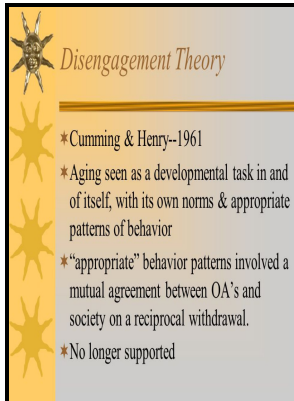 Disengagement Theory
Cumming & Henry--1961
Aging seen as a developmental task in and
of itself, with its own norms & appropriate
patterns of behavior
“appropriate” behavior patterns involved a
mutual agreement between OA's and
society on a reciprocal withdrawal.
No longer supported